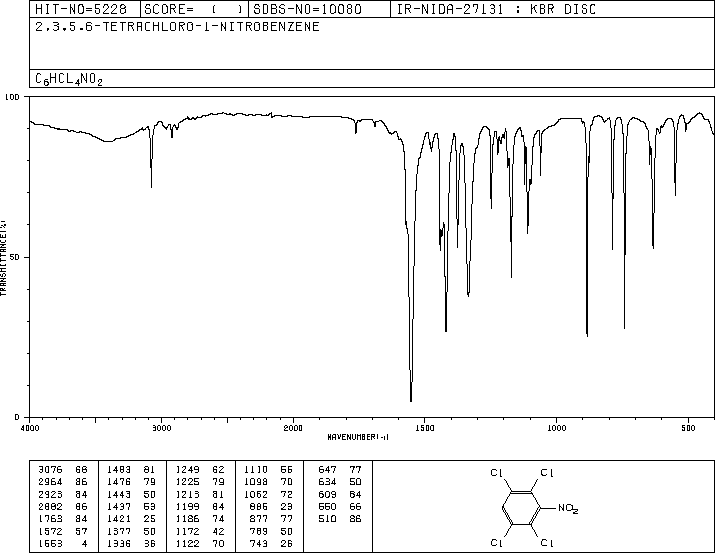 HIT-NO=5228 SCORE= ( ) SDBS-NO=10080 IR-NIDA-27131 : KBR DISC
2,3,5,6-TETRACHLORO-1-NITROBENZENE
C6HCL4NO2
100
50
0
TRANSMITTANCE(%)
4000 3000 2000 1500 1000 500
WAVENUMBER(-1)
3076 68 1483 81 1249 62 1110 55 647 77
2964 86 1476 79 1225 79 1098 70 634 50
2923 84 1443 50 1213 81 1062 72 609 84
2882 86 1437 53 1199 84 885 23 550 66
1763 84 1421 25 1186 74 877 77 510 86
1572 57 1377 50 1172 42 789 50
1553 4 1336 36 1122 70 743 26
Cl Cl
NO2
Cl Cl